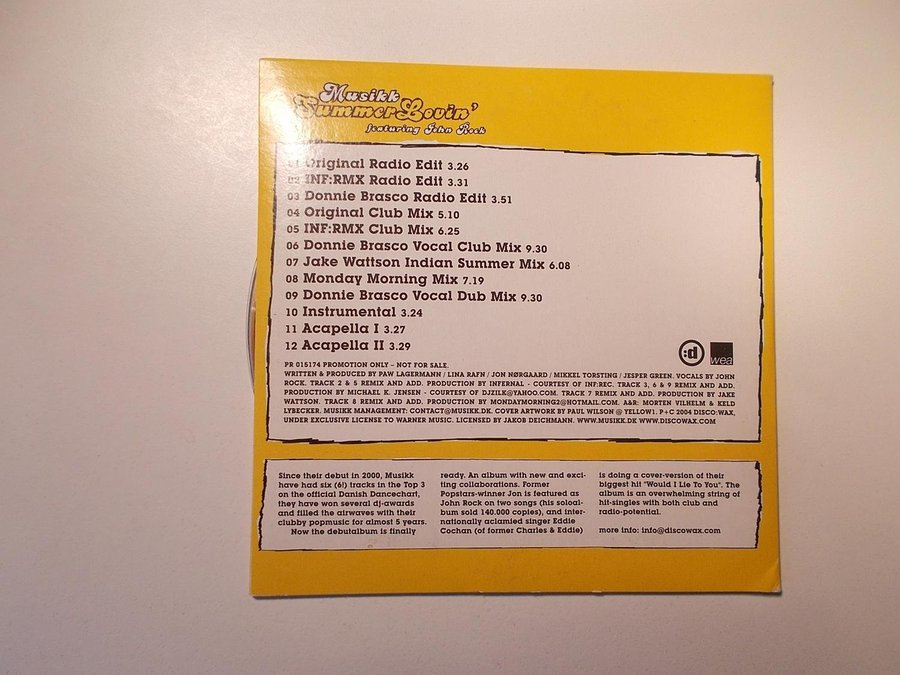 Musikk
Summer Lovin'
featuring John Rock
01 Original Radio Edit 3.26
02 INF:RMX Radio Edit 3.31
03 Donnie Brasco Radio Edit 3.51
04 Original Club Mix 5.10
05 INF:RMX Club Mix 6.25
06 Donnie Brasco Vocal Club Mix 9.30
07 Jake Wattson Indian Summer Mix 6.08
08 Monday Morning Mix 7.19
09 Donnie Brasco Vocal Dub Mix 9.30
10 Instrumental 3.24
11 Acapella I 3.27
12 Acapella II 3.29
:d
wea
PR 015174 PROMOTION ONLY – NOT FOR SALE.
WRITTEN & PRODUCED BY PAW LAGERMANN / LINA RAFN / JON NØRGAARD / MIKKEL TORSTING / JESPER GREEN. VOCALS BY JOHN
ROCK. TRACK 2 & 5 REMIX AND ADD. PRODUCTION BY INFERNAL - COURTESY OF INF:REC. TRACK 3, 6 & 9 REMIX AND ADD.
PRODUCTION BY MICHAEL K. JENSEN - COURTESY OF DJZILK@YAHOO.COM. TRACK 7 REMIX AND ADD. PRODUCTION BY JAKE
WATTSON. TRACK 8 REMIX AND ADD. PRODUCTION BY MONDAYMORNING2@HOTMAIL.COM. A&R: MORTEN VILHELM & KELD
LYBECKER. MUSIKK MANAGEMENT: CONTACT@MUSIKK.DK. COVER ARTWORK BY PAUL WILSON @ YELLOW1. P+C 2004 DISCO:WAX,
UNDER EXCLUSIVE LICENSE TO WARNER MUSIC. LICENSED BY JAKOB DEICHMANN. WWW.MUSIKK.DK WWW.DISCOWAX.COM
Since their debut in 2000, Musikk
have had six (6!) tracks in the Top 3
on the official Danish Dancechart,
they have won several dj-awards
and filled the airwaves with their
clubby popmusic for almost 5 years.
Now the debutalbum is finally
ready. An album with new and exci-
ting collaborations. Former
Popstars-winner Jon is featured as
John Rock on two songs (his soloal-
bum sold 140.000 copies), and inter-
nationally aclamied singer Eddie
Cochan (of former Charles & Eddie)
is doing a cover-version of their
biggest hit "Would I Lie To You". The
album is an overwhelming string of
hit-singles with both club and
radio-potential.
more info: info@discowax.com